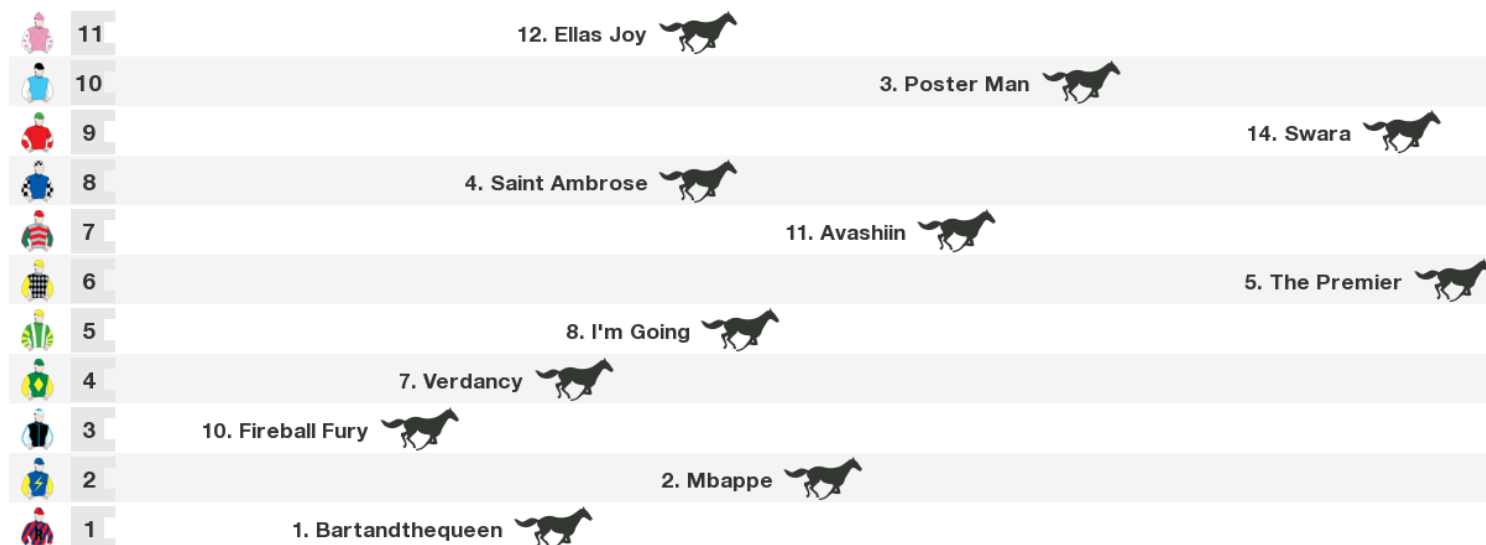 11 12. Ellas Joy
10 3. Poster Man
9 14. Swara
8 4. Saint Ambrose
7 11. Avashiin
6 5. The Premier
5 8. I'm Going
4 7. Verdancy
3 10. Fireball Fury
2 2. Mbappe
1 1. Bartandthequeen
R